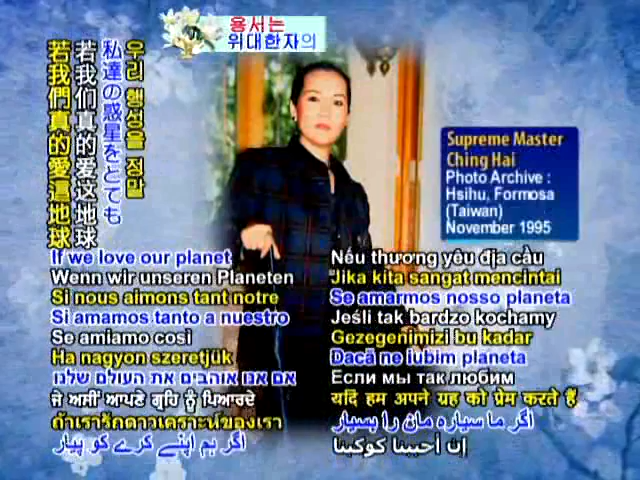 용서는
위대한자의
우리 행성을 정말
私達の惑星をとても
若我们真的爱这地球
若我們真的愛這地球
Supreme Master
Ching Hai
Photo Archive :
Hsihu, Formosa
(Taiwan)
November 1995
If we love our planet
Wenn wir unseren Planeten
Si nous aimons tant notre
Si amamos tanto a nuestro
Se amiamo cosi
Ha nagyon szeretjük
אם אנו אוהבים את העולם שלנו
ਜੇ ਅਸੀਂ ਆਪਣੇ ਗ੍ਰਹਿ ਨੂੰ ਪਿਆਰਦੇ
ถ้าเรารักดาวเคราะห์ของเรา
اگر ہم اپنے کرے کو پیار
Nếu thương yêu địa cầu
Jika kita sangat mencintai
Se amarmos nosso planeta
Jeśli tak bardzo kochamy
Gezegenimizi bu kadar
Dacă ne iubim planeta
Если мы так любим
यदि हम अपने ग्रह को प्रेम करते हैं
اگر ما سیاره مان را بسیار
إن أحببنا كوكبنا